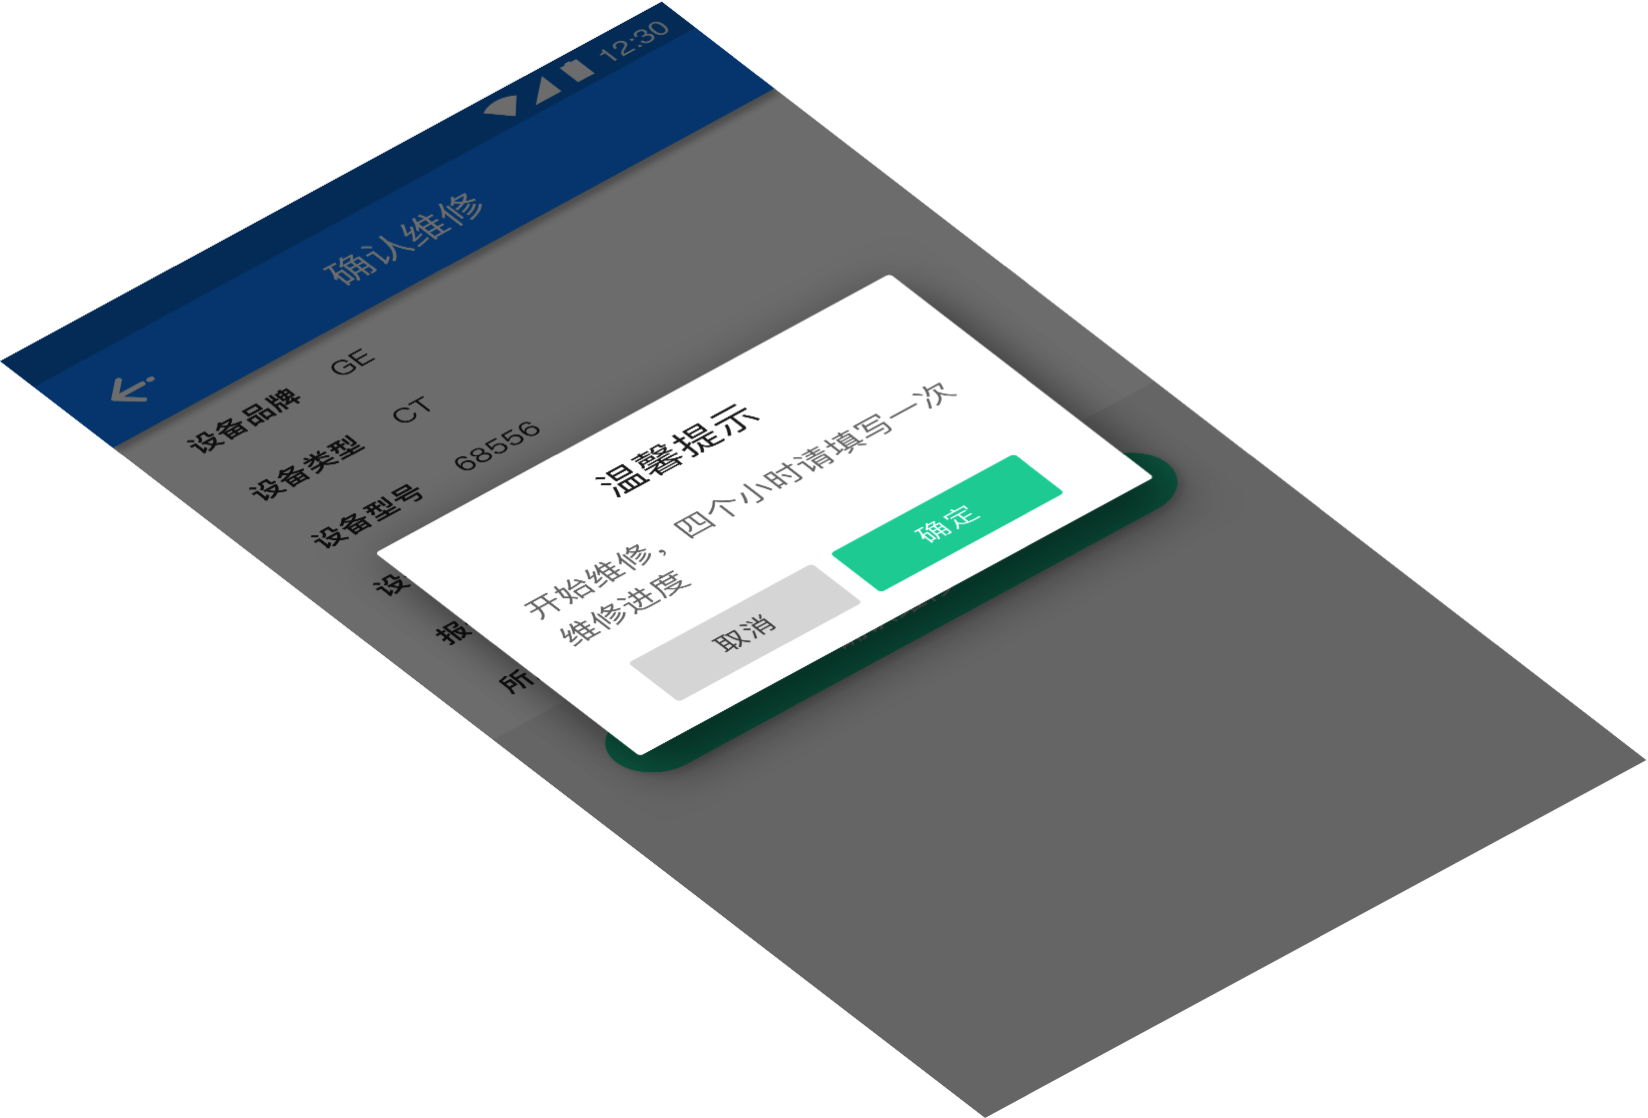 12:30
确认维修
设备品牌 GE
设备类型 CT
设备型号 68556
设
报
所
温馨提示
开始维修，四个小时请填写一次
维修进度
取消 确定